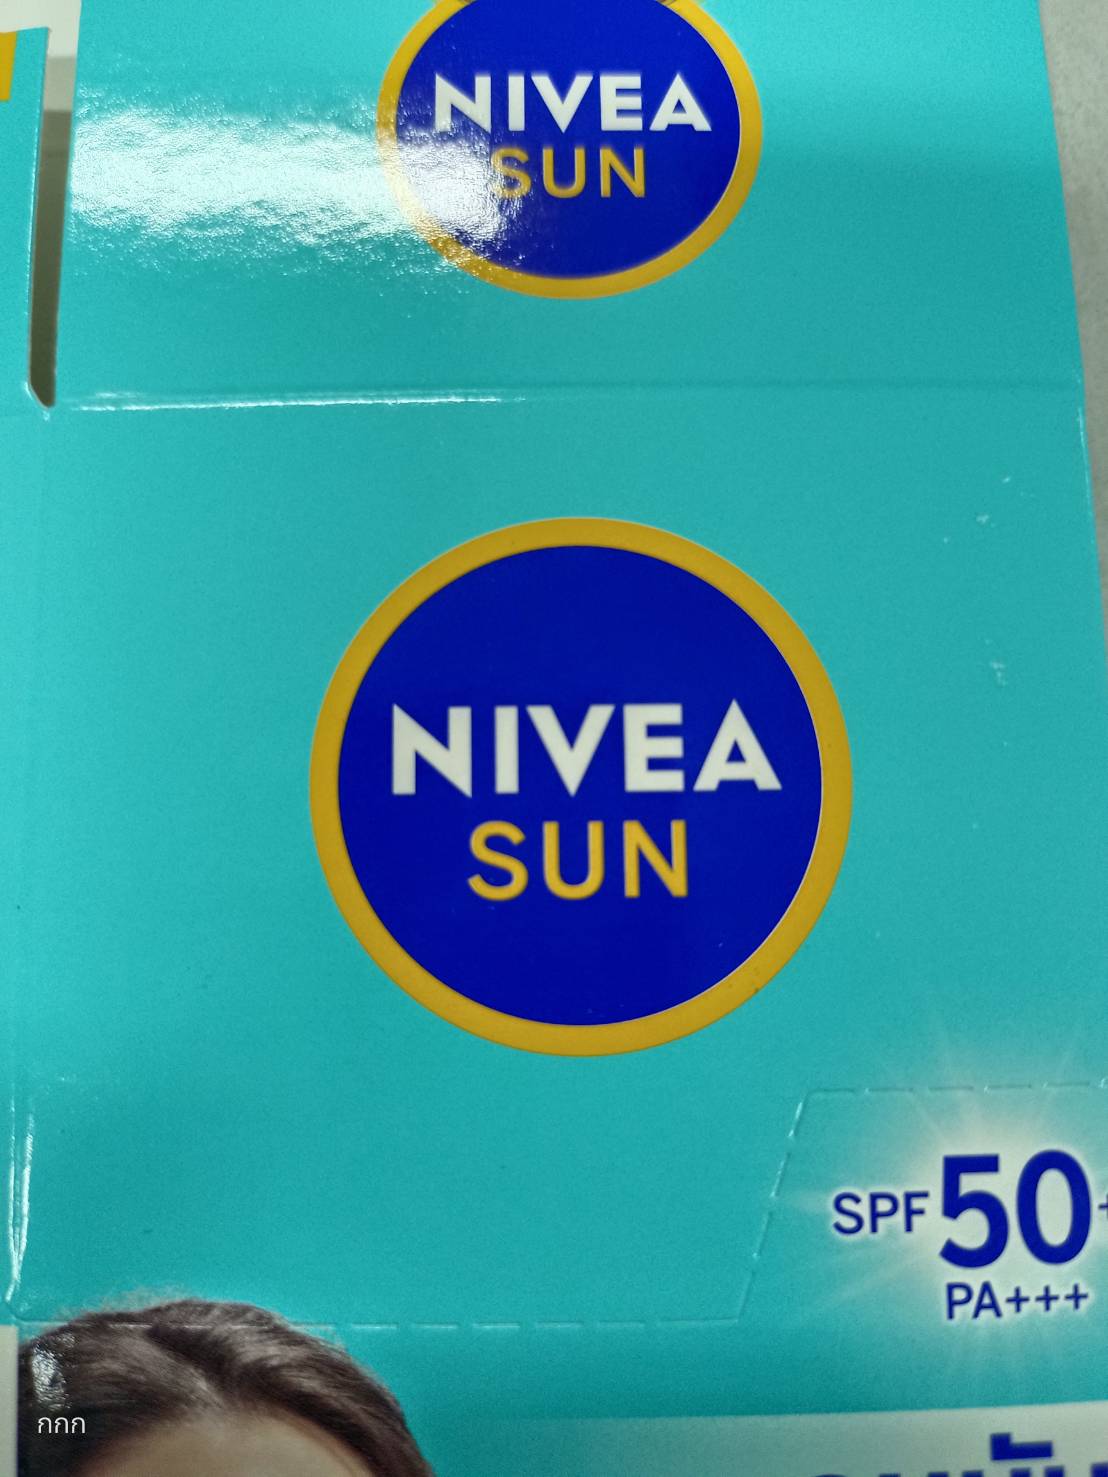 NIVEA
SUN
NIVEA
SUN
SPF 50+
PA+++
กกก